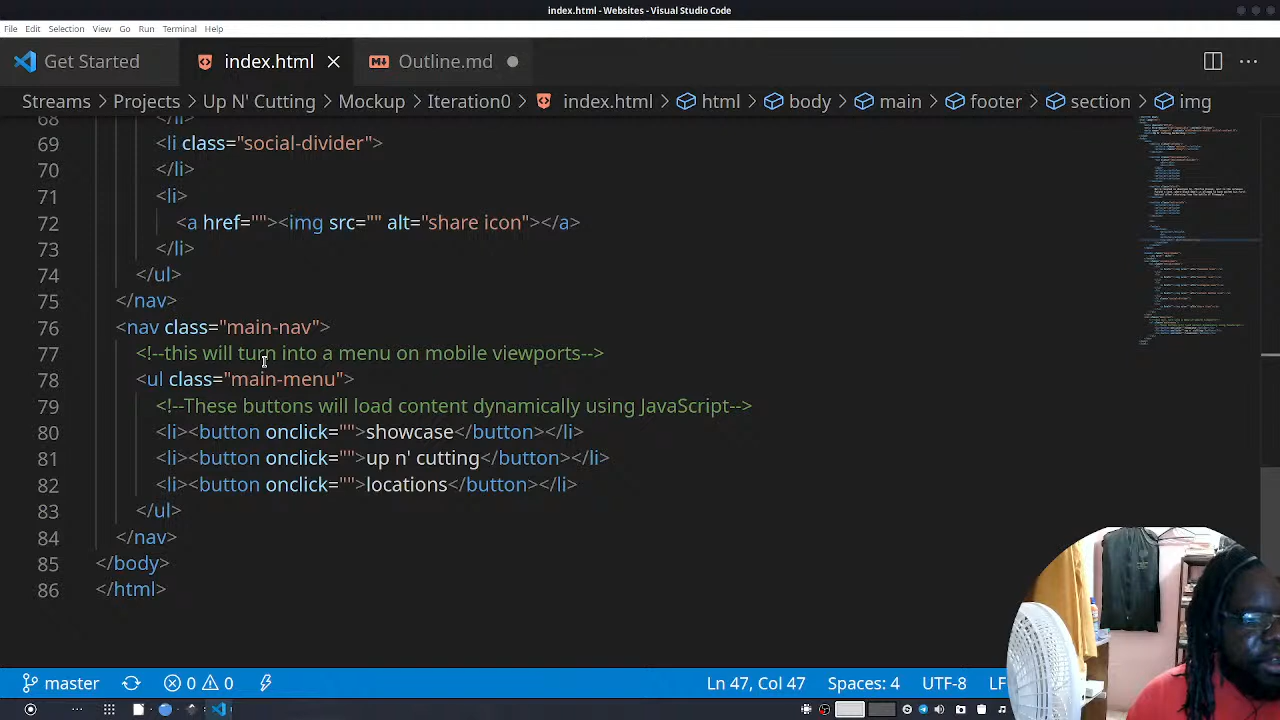 index.html - Websites - Visual Studio Code
File Edit Selection View Go Run Terminal Help
Get Started index.html Outline.md
Streams > Projects > Up N' Cutting > Mockup > Iteration0 > index.html > html > body > main > footer > section > img
68 </li>
69 <li class="social-divider">
70 </li>
71 <li>
72 <a href=""><img src="" alt="share icon"></a>
73 </li>
74 </ul>
75 </nav>
76 <nav class="main-nav">
77 <!--this will turn into a menu on mobile viewports-->
78 <ul class="main-menu">
79 <!--These buttons will load content dynamically using JavaScript-->
80 <li><button onclick="">showcase</button></li>
81 <li><button onclick="">up n' cutting</button></li>
82 <li><button onclick="">locations</button></li>
83 </ul>
84 </nav>
85 </body>
86 </html>
master 0 0 Ln 47, Col 47 Spaces: 4 UTF-8 LF